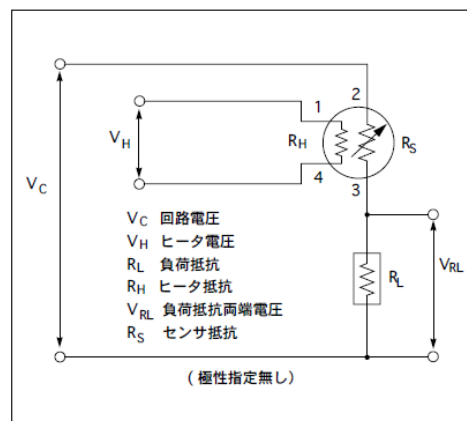 2
1
R_H
R_S
V_H
4
3
V_C
V_C 回路電圧
V_H ヒータ電圧
R_L 負荷抵抗
R_H ヒータ抵抗
V_RL 負荷抵抗両端電圧
R_S センサ抵抗
R_L
V_RL
(極性指定無し)